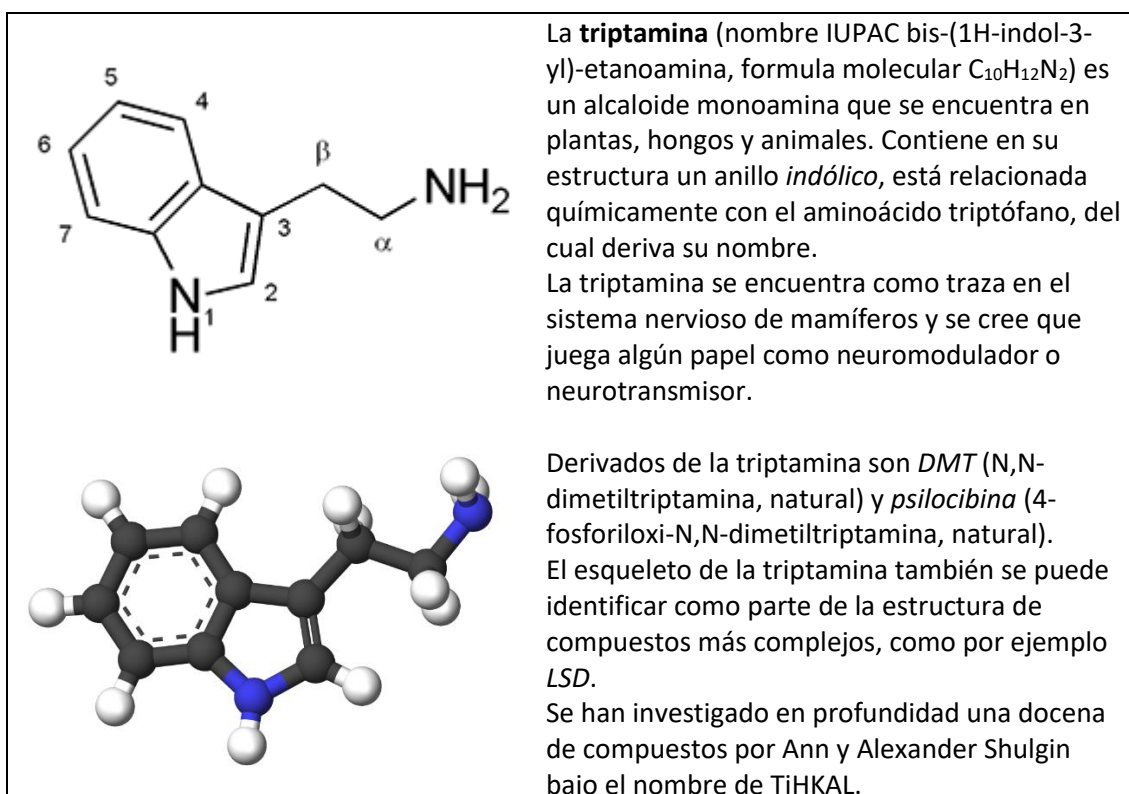 5
4
6
β
NH2
7
3
α
N
1
2
H
La triptamina (nombre IUPAC bis-(1H-indol-3-
yl)-etanoamina, formula molecular C₁₀H₁₂N₂) es
un alcaloide monoamina que se encuentra en
plantas, hongos y animales. Contiene en su
estructura un anillo indólico, está relacionada
químicamente con el aminoácido triptófano, del
cual deriva su nombre.
La triptamina se encuentra como traza en el
sistema nervioso de mamíferos y se cree que
juega algún papel como neuromodulador o
neurotransmisor.
Derivados de la triptamina son DMT (N,N-
dimetiltriptamina, natural) y psilocibina (4-
fosforiloxi-N,N-dimetiltriptamina, natural).
El esqueleto de la triptamina también se puede
identificar como parte de la estructura de
compuestos más complejos, como por ejemplo
LSD.
Se han investigado en profundidad una docena
de compuestos por Ann y Alexander Shulgin
bajo el nombre de TiHKAL.